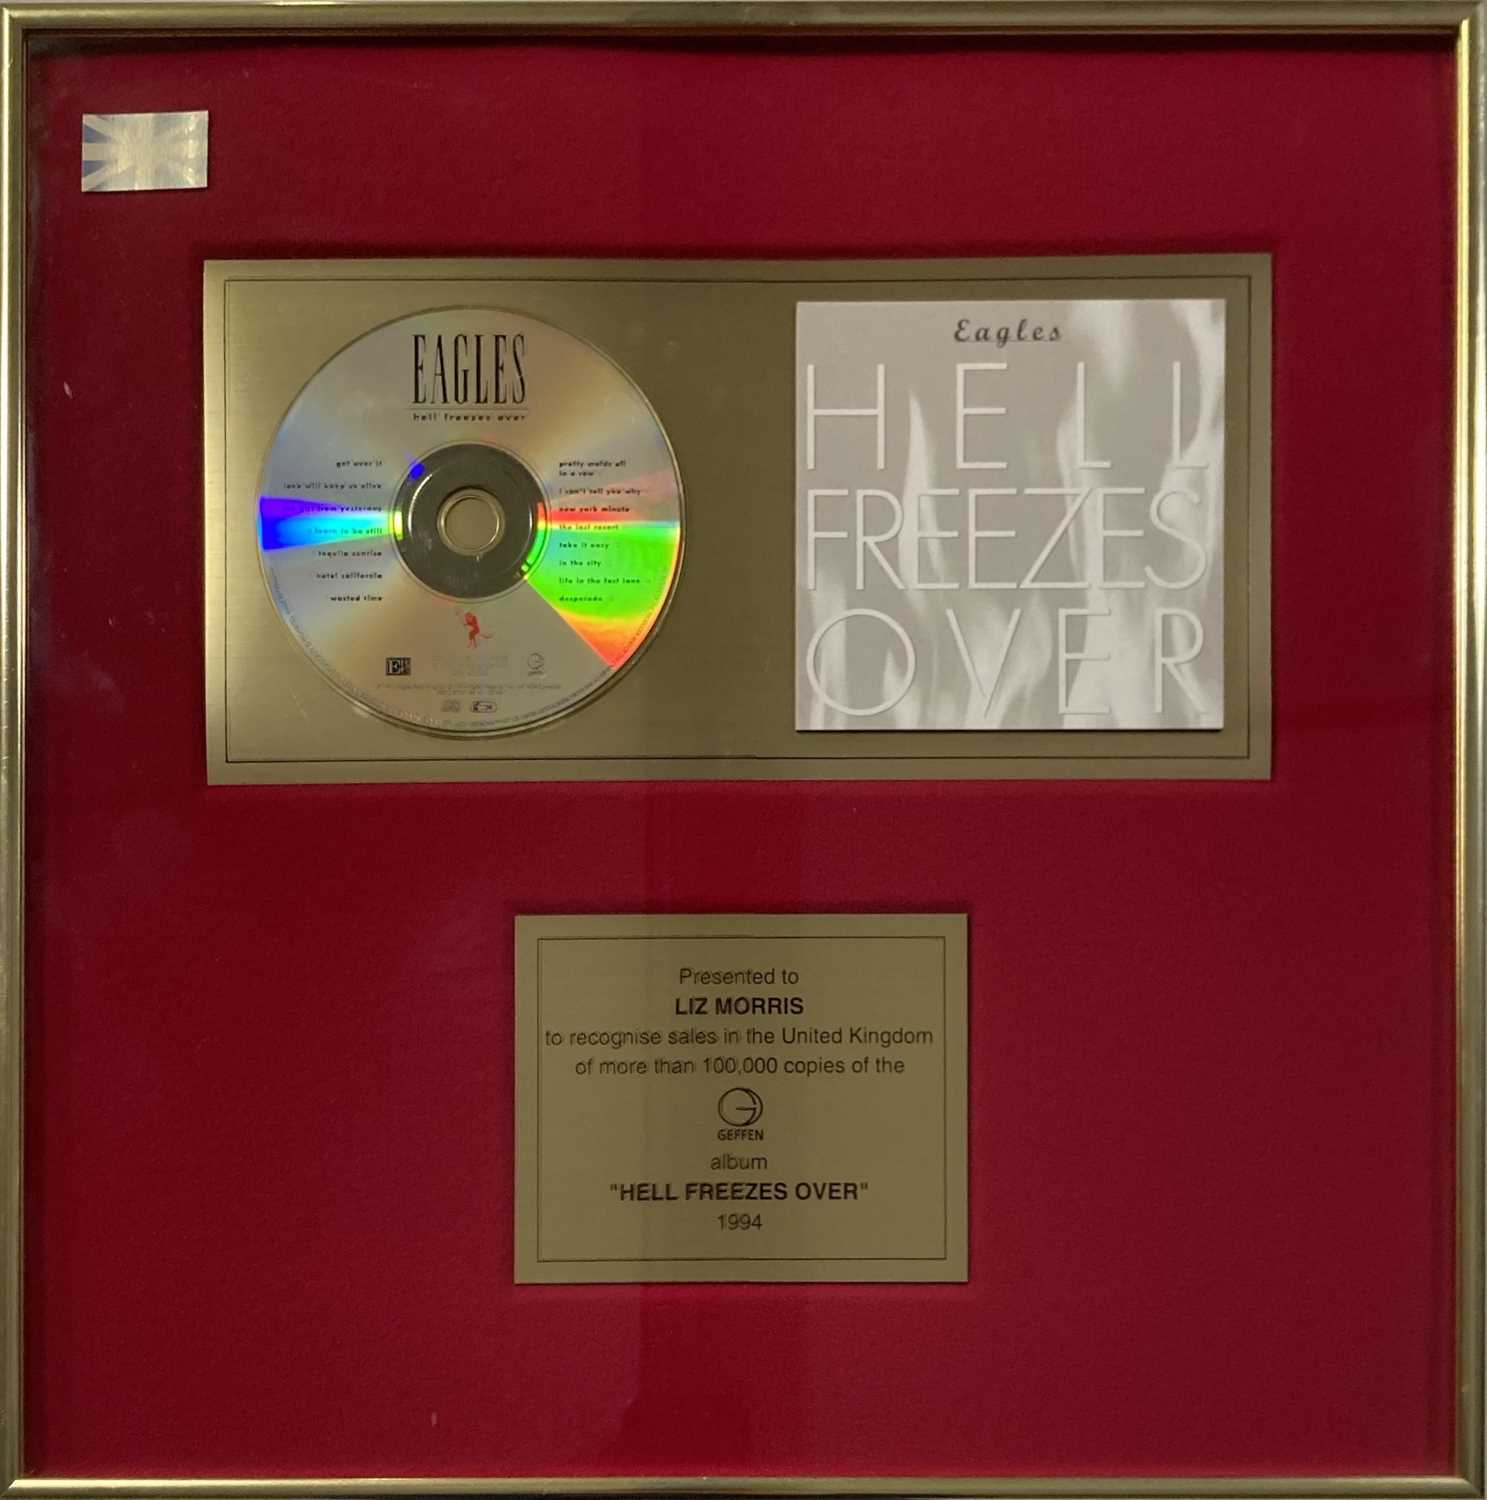 EAGLES
hell freezes over
get over it
love will keep us alive
from yesterday
learn to be still
tequila sunrise
hotel california
wasted time
pretty maids all
in a row
i can't tell you why
new york minute
the last resort
take it easy
in the city
life in the fast lane
desperado
Eagles
HELL
FREEZES
OVER
Presented to
LIZ MORRIS
to recognise sales in the United Kingdom
of more than 100,000 copies of the
GEFFEN
album
"HELL FREEZES OVER"
1994